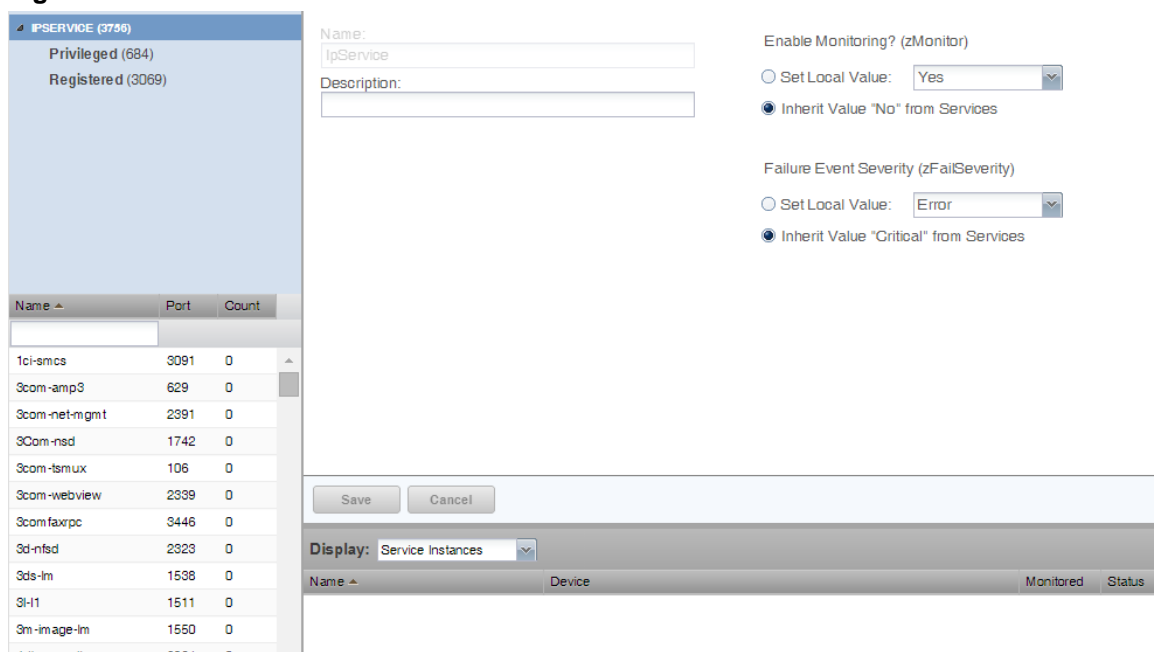 IPSERVICE (3756)
Privileged (684)
Registered (3069)
Name:
IpService
Description:
Enable Monitoring? (zMonitor)
Set Local Value: Yes
Inherit Value "No" from Services
Failure Event Severity (zFailSeverity)
Set Local Value: Error
Inherit Value "Critical" from Services
Name Port Count
1ci-smcs 3091 0
3com-amp3 629 0
3com-net-mgmt 2391 0
3Com-nsd 1742 0
3com-tsmux 106 0
3com-webview 2339 0
3comfaxrpc 3446 0
3d-nfsd 2323 0
3ds-lm 1538 0
3l-l1 1511 0
3m-image-lm 1550 0
Save Cancel
Display: Service Instances
Name Device Monitored Status